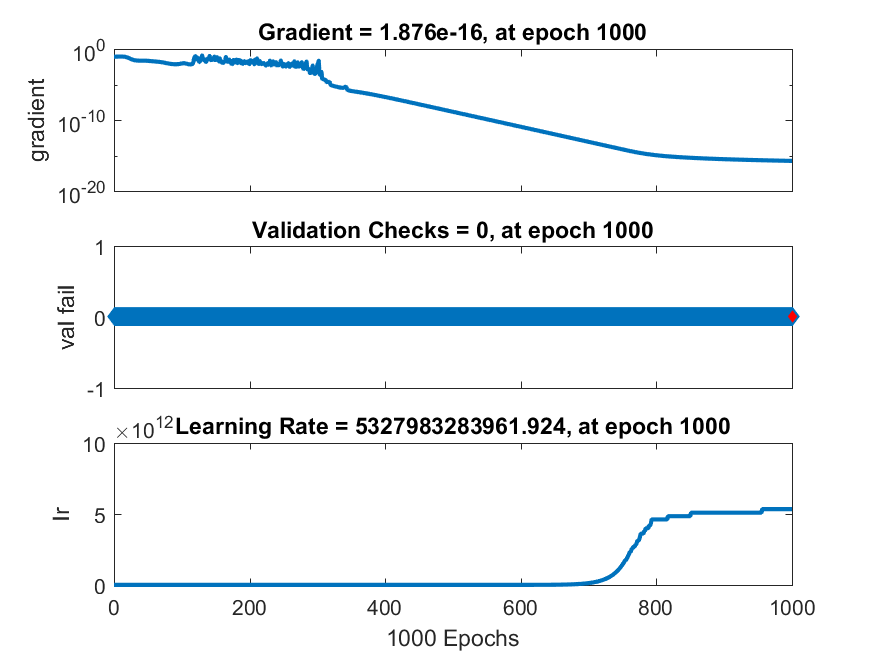 Gradient = 1.876e-16, at epoch 1000
10^0
10^-10
10^-20
gradient
Validation Checks = 0, at epoch 1000
1
0
-1
val fail
×10^12 Learning Rate = 5327983283961.924, at epoch 1000
10
5
0
lr
0 200 400 600 800 1000
1000 Epochs